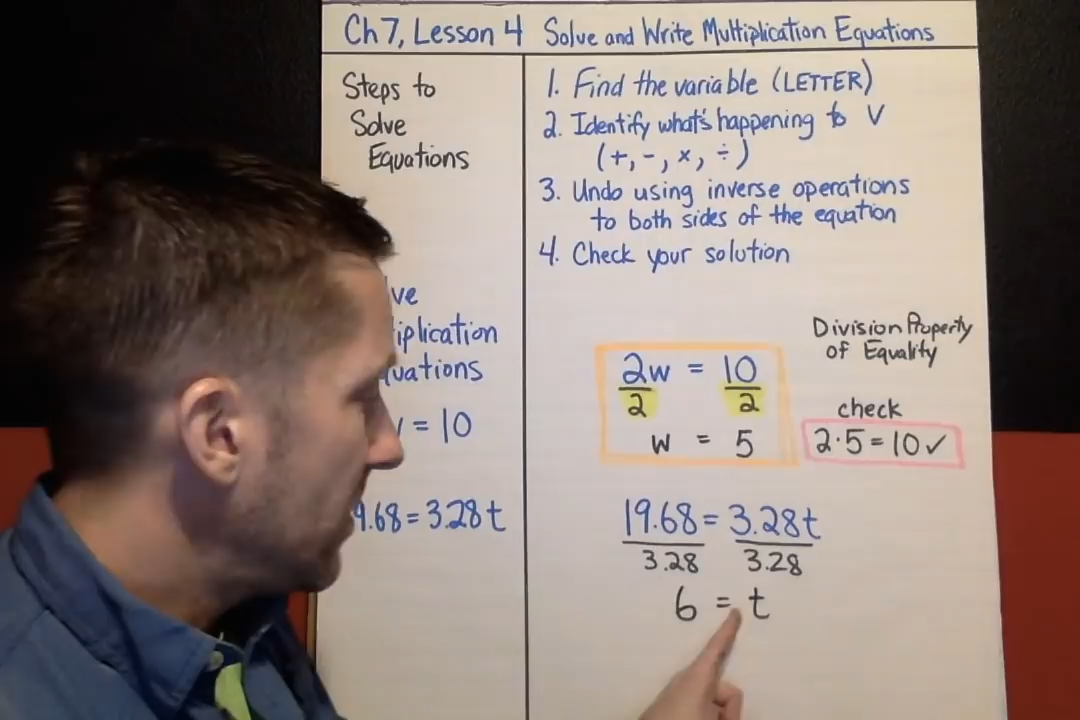 Ch 7, Lesson 4 Solve and Write Multiplication Equations
Steps to
Solve
Equations
1. Find the variable (LETTER)
2. Identify what's happening to V
(+, -, ×, ÷)
3. Undo using inverse operations
to both sides of the equation
4. Check your solution
ve
iplication
uations
= 10
9.68 = 3.28t
2w = 10
2 2
w = 5
Division Property
of Equality
check
2·5=10✓
19.68 = 3.28t
3.28 3.28
6 = t